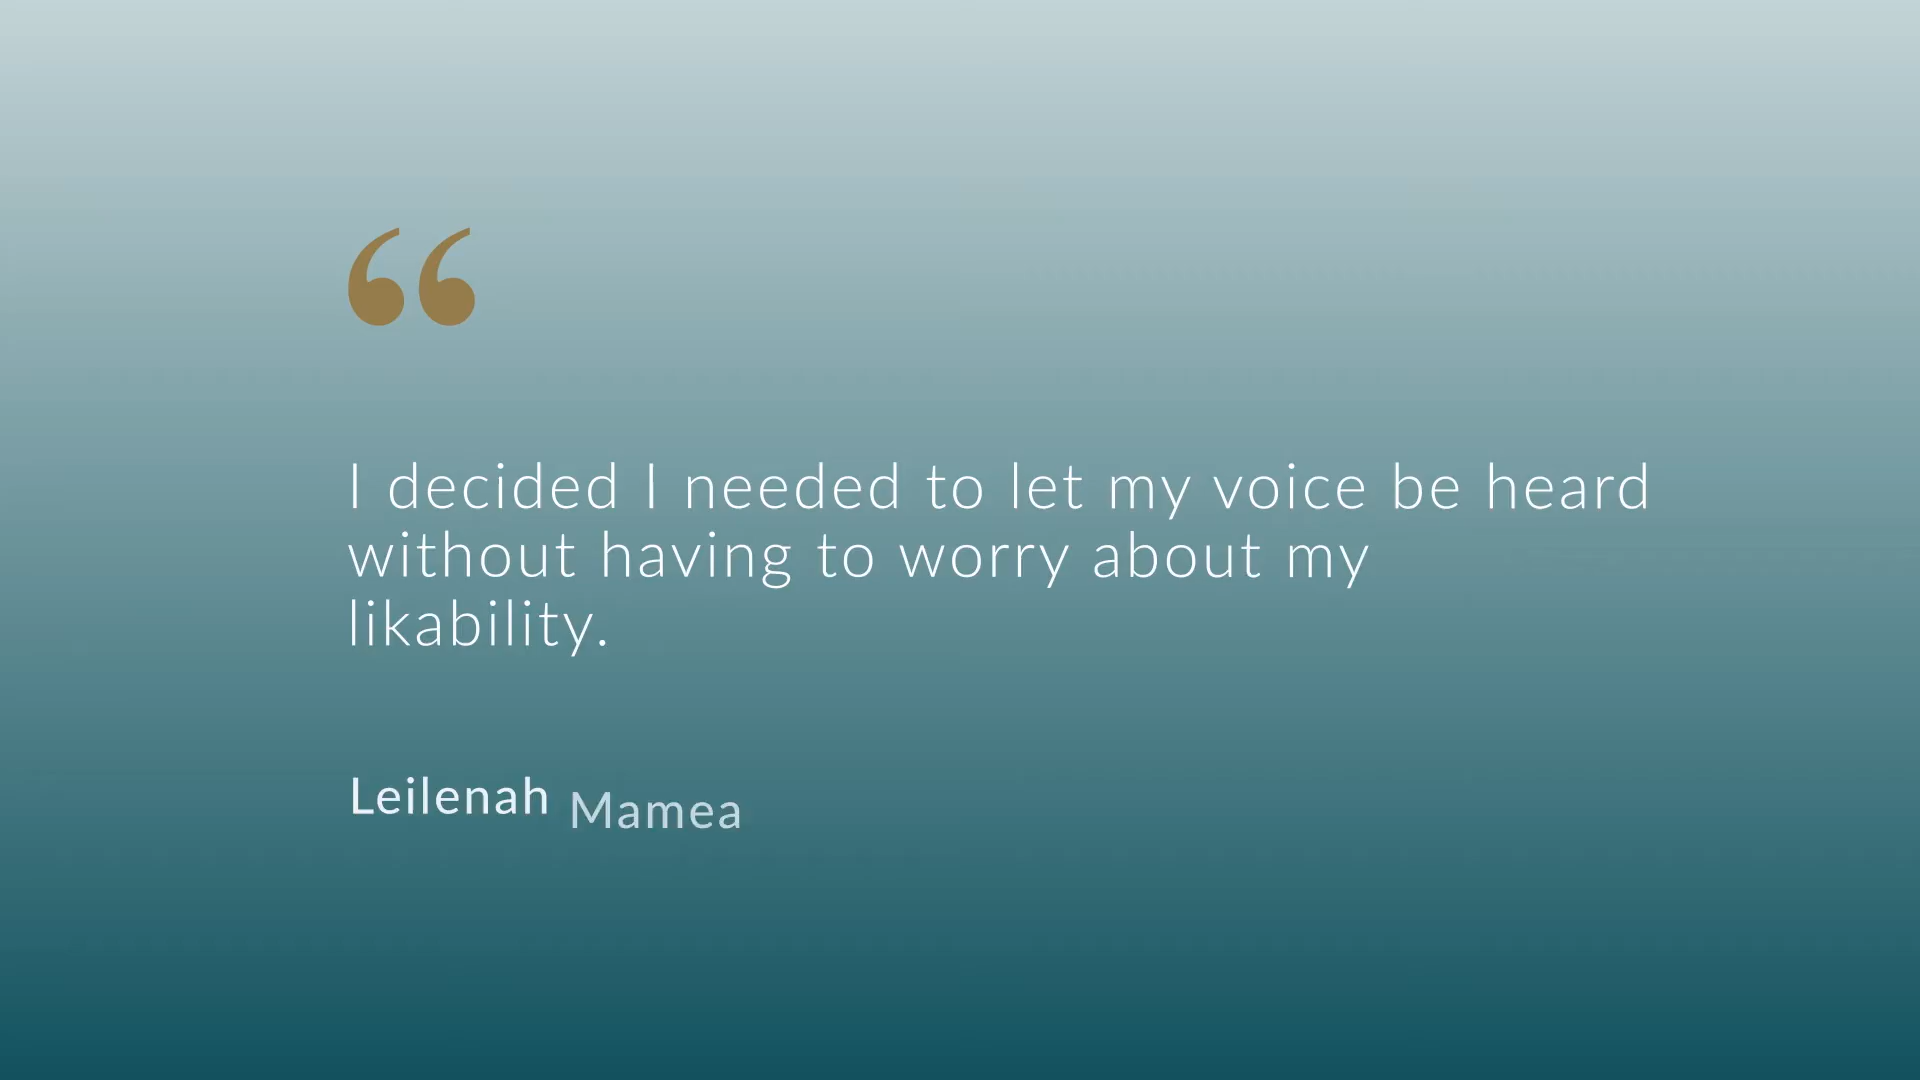 “
I decided I needed to let my voice be heard
without having to worry about my
likability.
Leilenah Mamea